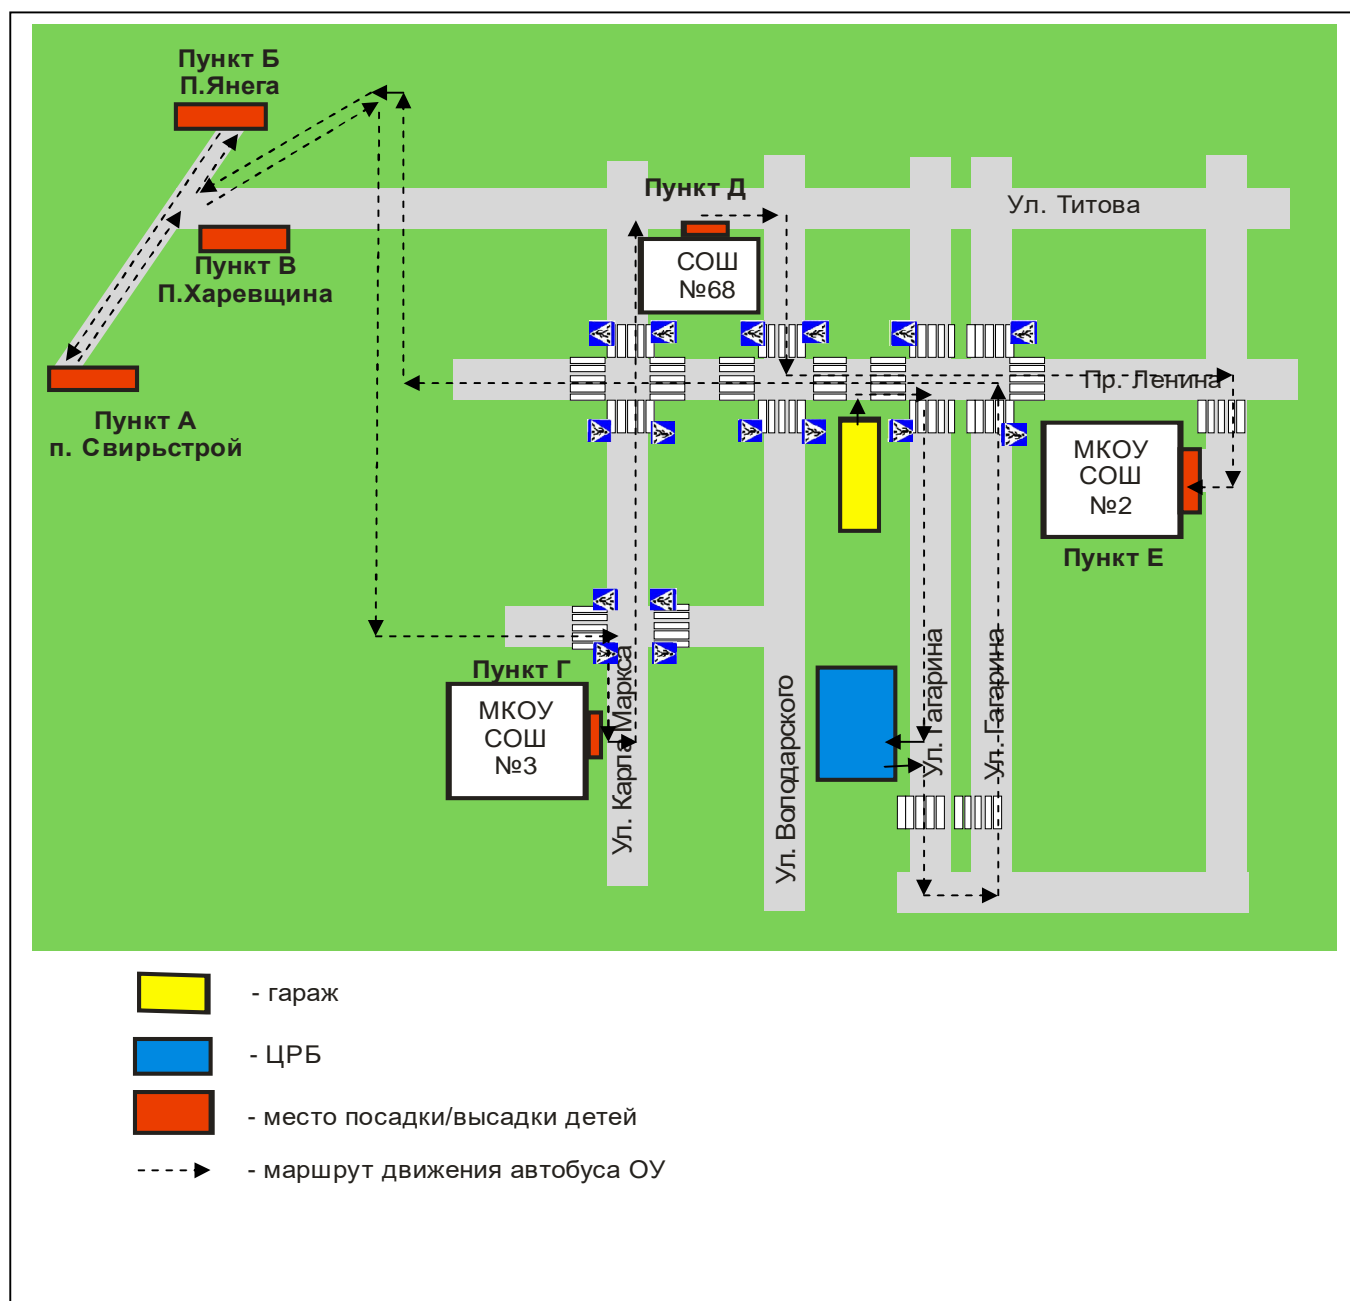 Пункт Б
П.Янега
Пункт Д
Ул. Титова
Пункт В
П.Харевщина
СОШ
№68
Пр. Ленина
Пункт А
п. Свирьстрой
МКОУ
СОШ
№2
Пункт Е
Пункт Г
МКОУ
СОШ
№3
Ул. Карла Маркса
Ул. Володарского
Ул. Гагарина
Ул. Гагарина
- гараж
- ЦРБ
- место посадки/высадки детей
- маршрут движения автобуса ОУ